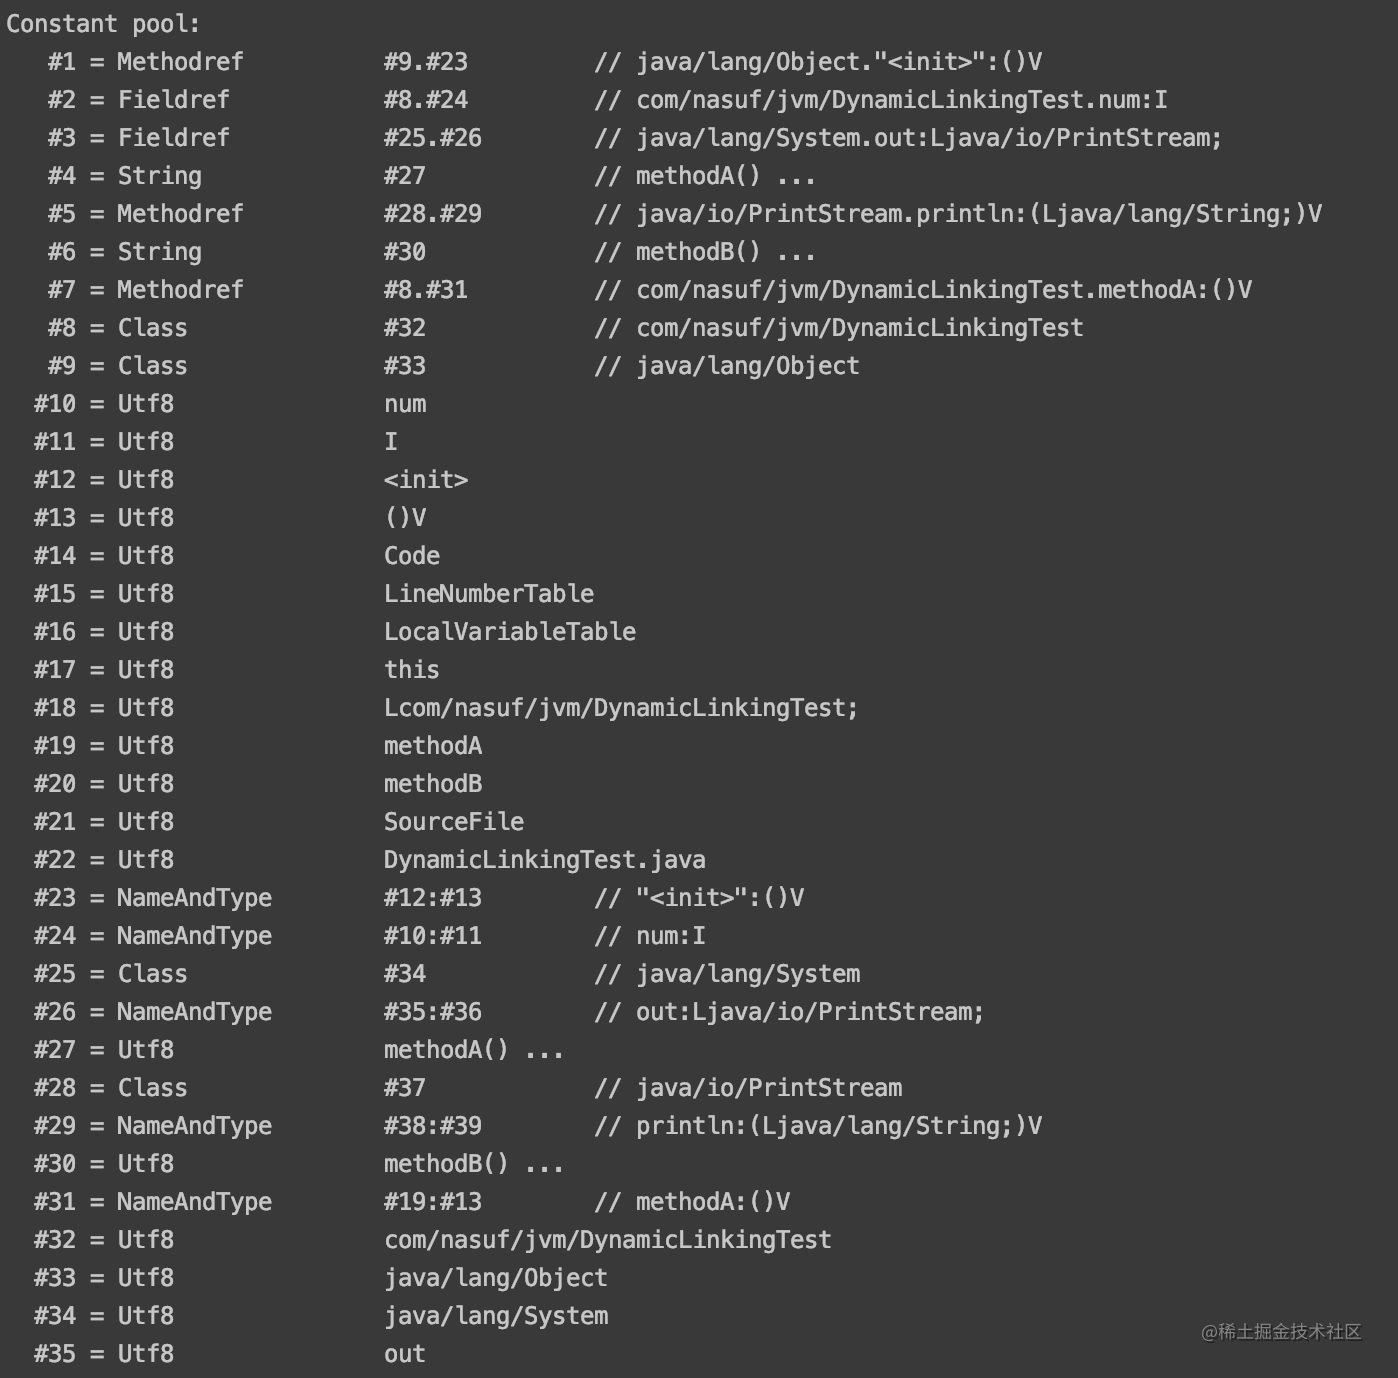 Constant pool:
#1 = Methodref #9.#23 // java/lang/Object."<init>":()V
#2 = Fieldref #8.#24 // com/nasuf/jvm/DynamicLinkingTest.num:I
#3 = Fieldref #25.#26 // java/lang/System.out:Ljava/io/PrintStream;
#4 = String #27 // methodA() ...
#5 = Methodref #28.#29 // java/io/PrintStream.println:(Ljava/lang/String;)V
#6 = String #30 // methodB() ...
#7 = Methodref #8.#31 // com/nasuf/jvm/DynamicLinkingTest.methodA:()V
#8 = Class #32 // com/nasuf/jvm/DynamicLinkingTest
#9 = Class #33 // java/lang/Object
#10 = Utf8 num
#11 = Utf8 I
#12 = Utf8 <init>
#13 = Utf8 ()V
#14 = Utf8 Code
#15 = Utf8 LineNumberTable
#16 = Utf8 LocalVariableTable
#17 = Utf8 this
#18 = Utf8 Lcom/nasuf/jvm/DynamicLinkingTest;
#19 = Utf8 methodA
#20 = Utf8 methodB
#21 = Utf8 SourceFile
#22 = Utf8 DynamicLinkingTest.java
#23 = NameAndType #12:#13 // "<init>":()V
#24 = NameAndType #10:#11 // num:I
#25 = Class #34 // java/lang/System
#26 = NameAndType #35:#36 // out:Ljava/io/PrintStream;
#27 = Utf8 methodA() ...
#28 = Class #37 // java/io/PrintStream
#29 = NameAndType #38:#39 // println:(Ljava/lang/String;)V
#30 = Utf8 methodB() ...
#31 = NameAndType #19:#13 // methodA:()V
#32 = Utf8 com/nasuf/jvm/DynamicLinkingTest
#33 = Utf8 java/lang/Object
#34 = Utf8 java/lang/System
@稀土掘金技术社区
#35 = Utf8 out